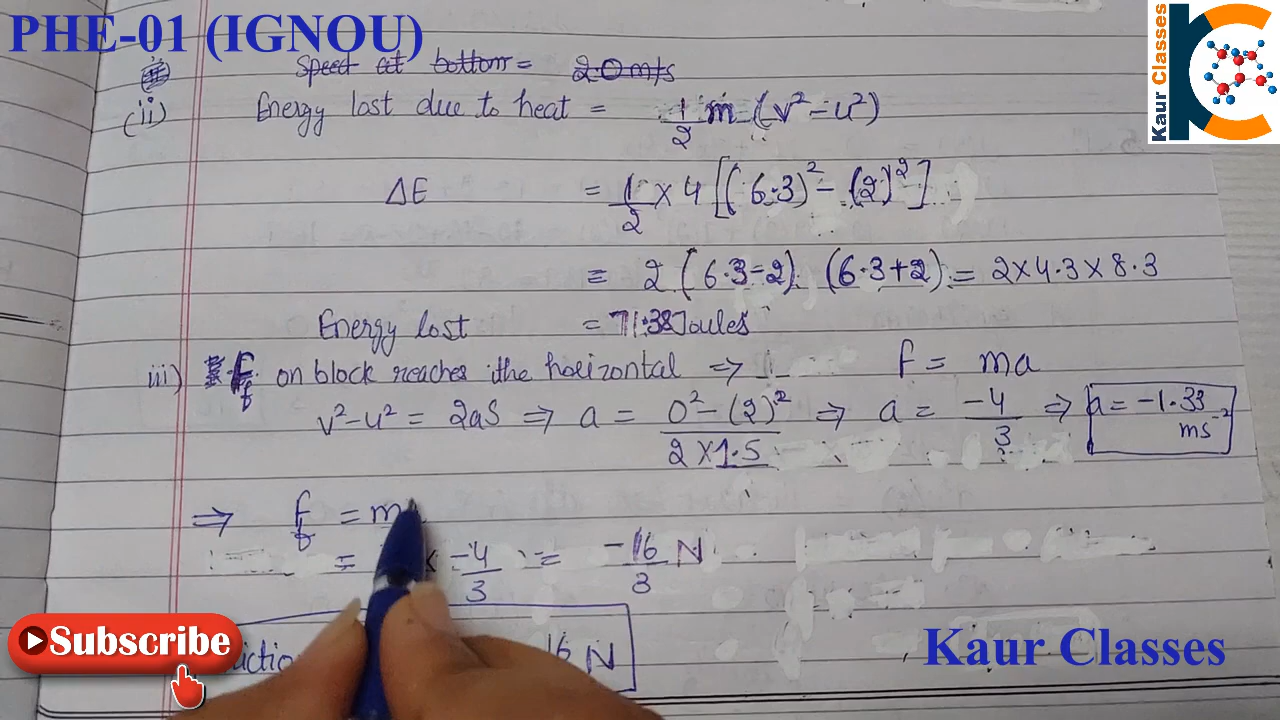 PHE-01 (IGNOU)
Kaur Classes
Speed at bottom = 20 m/s
(ii) Energy lost due to heat = 1/2 m (v² - u²)
ΔE = 1/2 × 4 [(6.3)² - (2)²]
= 2 (6.3-2) (6.3+2) = 2×4.3×8.3
Energy lost = 71.38 Joules
iii) F_f on block reaches the horizontal ⇒ f = ma
v² - u² = 2aS ⇒ a = (0² - (2)²)/(2×1.5) ⇒ a = -4/3 ⇒ a = -1.33 ms⁻²
⇒ f_f = m
= × -4/3 = -16/3 N
16 N
Subscribe
Kaur Classes